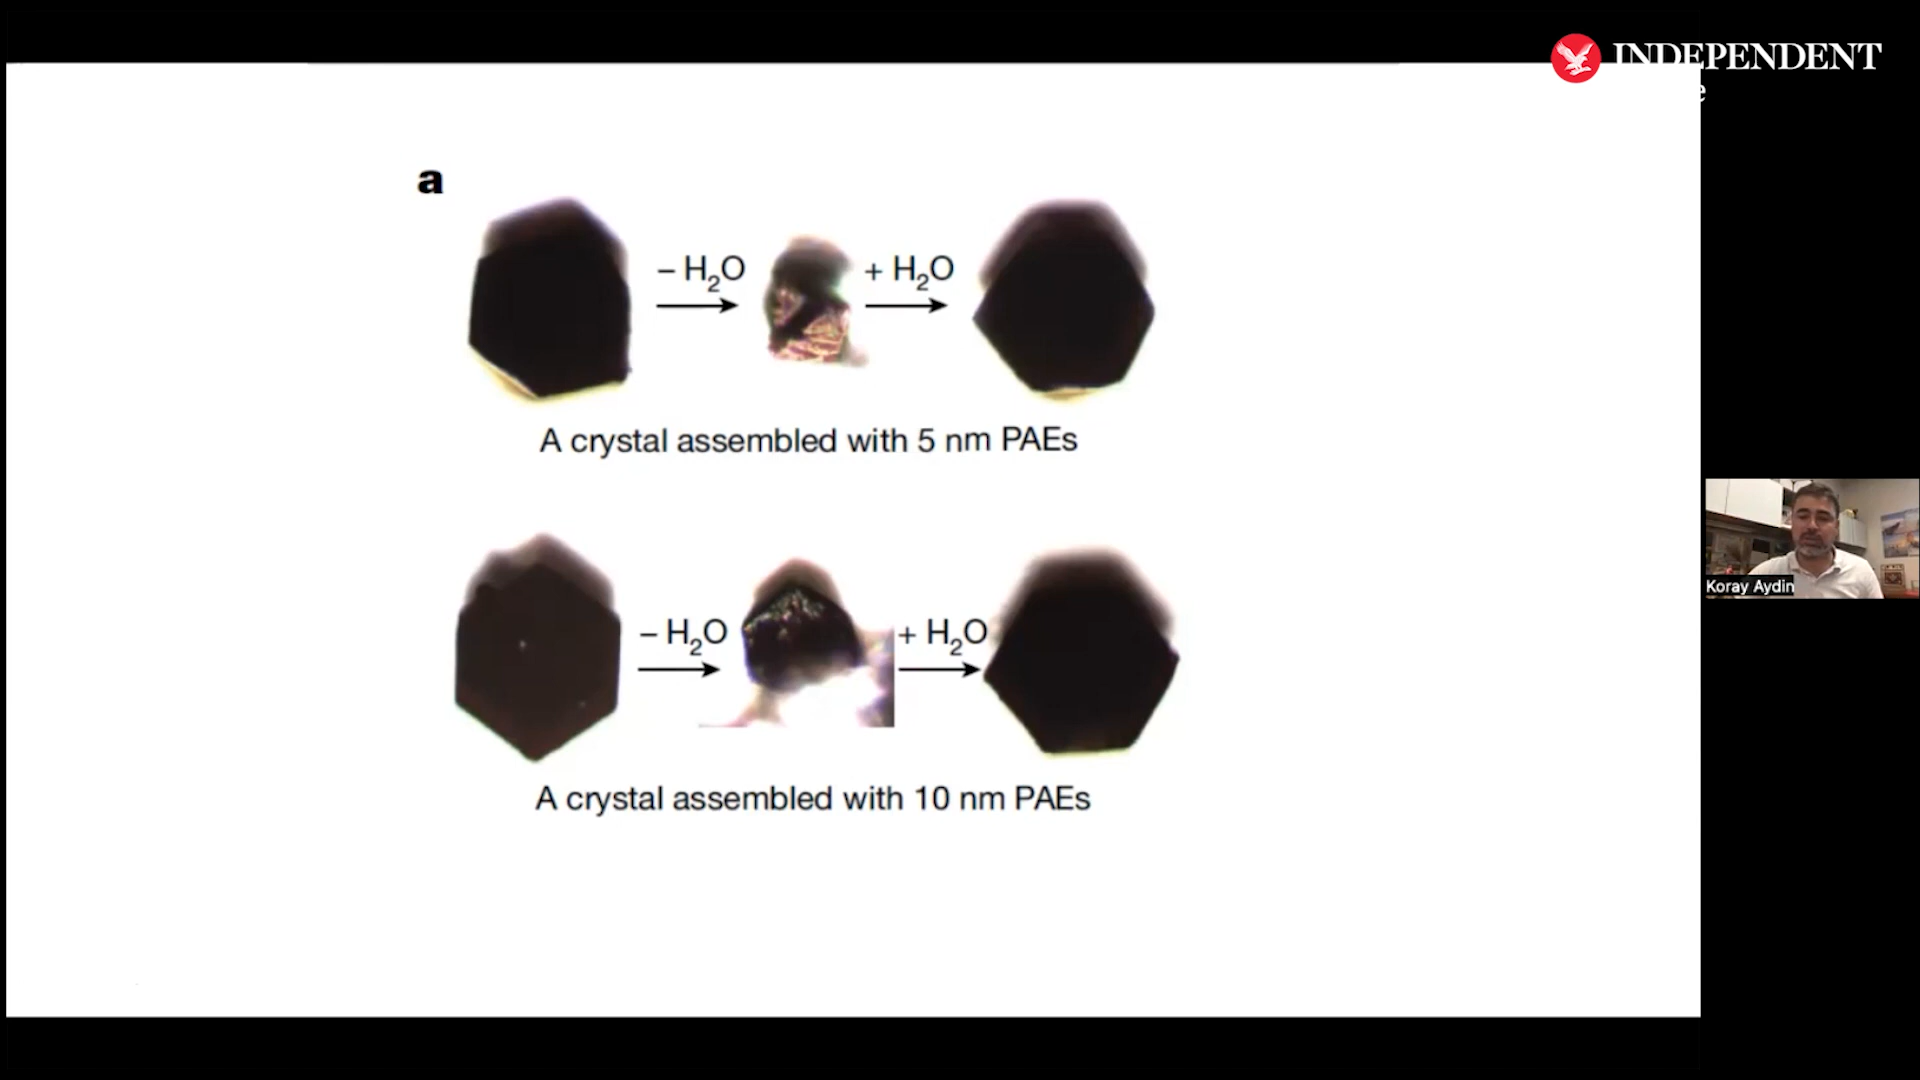 INDEPENDENT
e
a
– H₂O
+ H₂O
A crystal assembled with 5 nm PAEs
– H₂O
+ H₂O
A crystal assembled with 10 nm PAEs
Koray Aydin